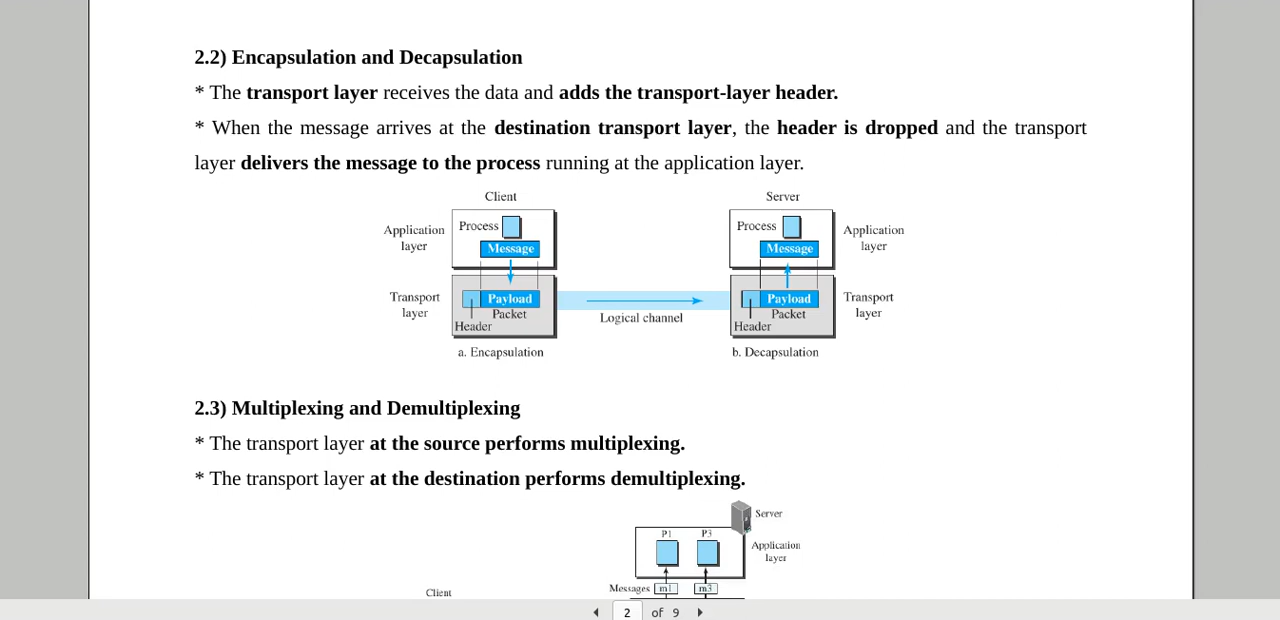 2.2) Encapsulation and Decapsulation
* The transport layer receives the data and adds the transport-layer header.
* When the message arrives at the destination transport layer, the header is dropped and the transport
layer delivers the message to the process running at the application layer.
Client
Server
Application
layer
Process
Message
Process
Message
Application
layer
Transport
layer
Payload
Packet
Header
Logical channel
Payload
Packet
Header
Transport
layer
a. Encapsulation
b. Decapsulation
2.3) Multiplexing and Demultiplexing
* The transport layer at the source performs multiplexing.
* The transport layer at the destination performs demultiplexing.
Server
P1
P3
Application
layer
Client
Messages
m1
m3
2 of 9